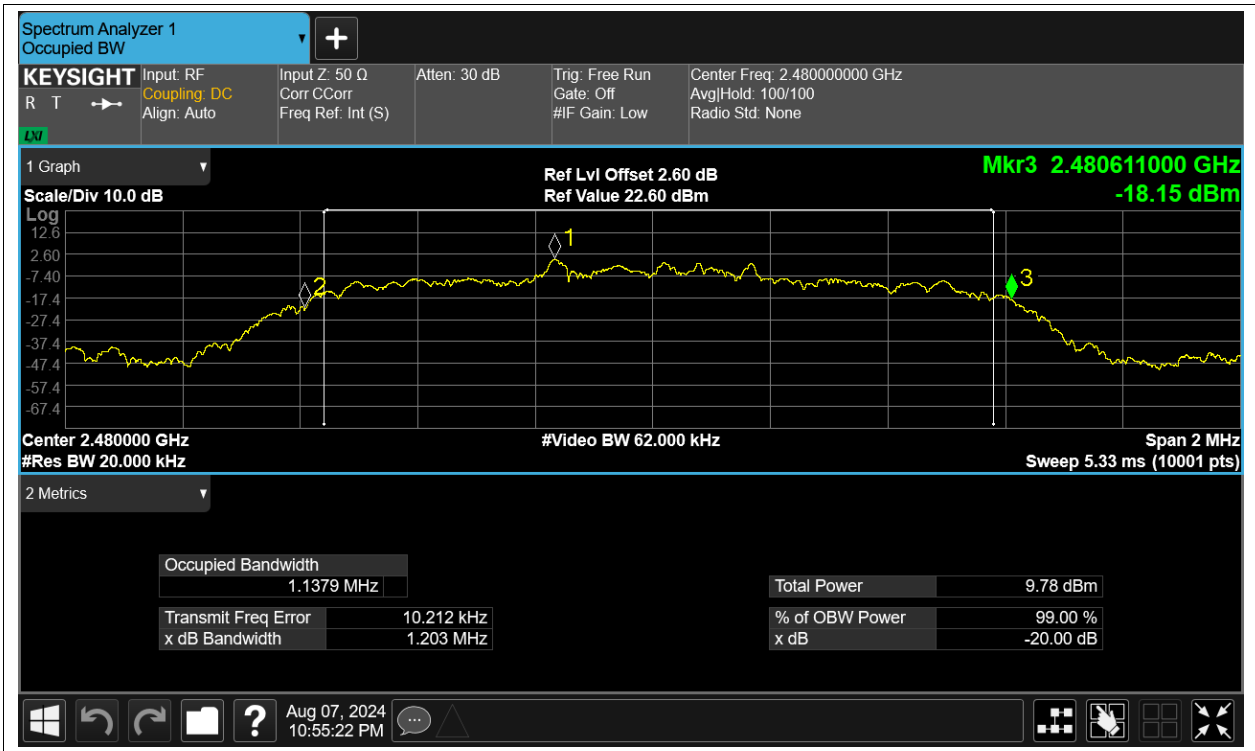 Spectrum Analyzer 1
Occupied BW
KEYSIGHT
R T
LXI
Input: RF
Coupling: DC
Align: Auto
Input Z: 50 Ω
Corr CCorr
Freq Ref: Int (S)
Atten: 30 dB
Trig: Free Run
Gate: Off
#IF Gain: Low
Center Freq: 2.480000000 GHz
Avg|Hold: 100/100
Radio Std: None
1 Graph
Scale/Div 10.0 dB
Ref Lvl Offset 2.60 dB
Ref Value 22.60 dBm
Mkr3 2.480611000 GHz
-18.15 dBm
Log
12.6
2.60
-7.40
-17.4
-27.4
-37.4
-47.4
-57.4
-67.4
1
2
3
Center 2.480000 GHz
#Video BW 62.000 kHz
Span 2 MHz
#Res BW 20.000 kHz
Sweep 5.33 ms (10001 pts)
2 Metrics
Occupied Bandwidth
1.1379 MHz
Total Power 9.78 dBm
Transmit Freq Error 10.212 kHz
% of OBW Power 99.00 %
x dB Bandwidth 1.203 MHz
x dB -20.00 dB
?
Aug 07, 2024
10:55:22 PM